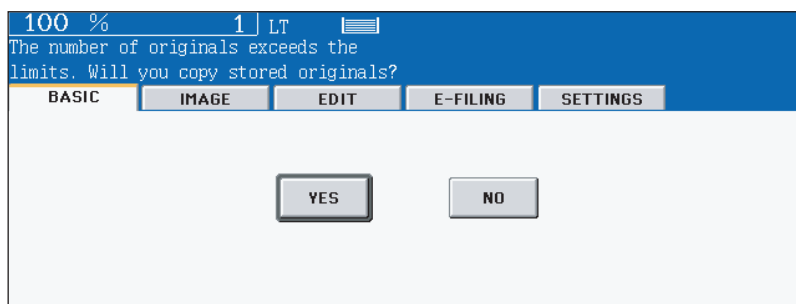 100 % 1 LT
The number of originals exceeds the
limits. Will you copy stored originals?
BASIC IMAGE EDIT E-FILING SETTINGS
YES NO